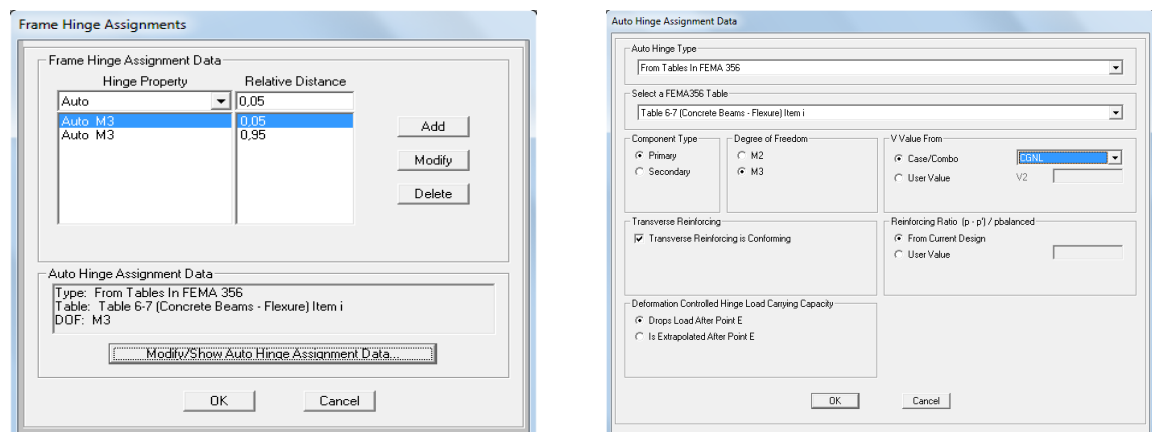 Frame Hinge Assignments
Frame Hinge Assignment Data
Hinge Property Relative Distance
Auto 0,05
Auto M3 0,05
Auto M3 0,95
Add
Modify
Delete
Auto Hinge Assignment Data
Type: From Tables In FEMA 356
Table: Table 6-7 (Concrete Beams - Flexure) Item i
DOF: M3
Modify/Show Auto Hinge Assignment Data...
OK Cancel
Auto Hinge Assignment Data
Auto Hinge Type
From Tables In FEMA 356
Select a FEMA356 Table
Table 6-7 (Concrete Beams - Flexure) Item i
Component Type
Primary
Secondary
Degree of Freedom
M2
M3
V Value From
Case/Combo CGNL
User Value V2
Transverse Reinforcing
Transverse Reinforcing is Conforming
Reinforcing Ratio (p - p') / pbalanced
From Current Design
User Value
Deformation Controlled Hinge Load Carrying Capacity
Drops Load After Point E
Is Extrapolated After Point E
OK Cancel